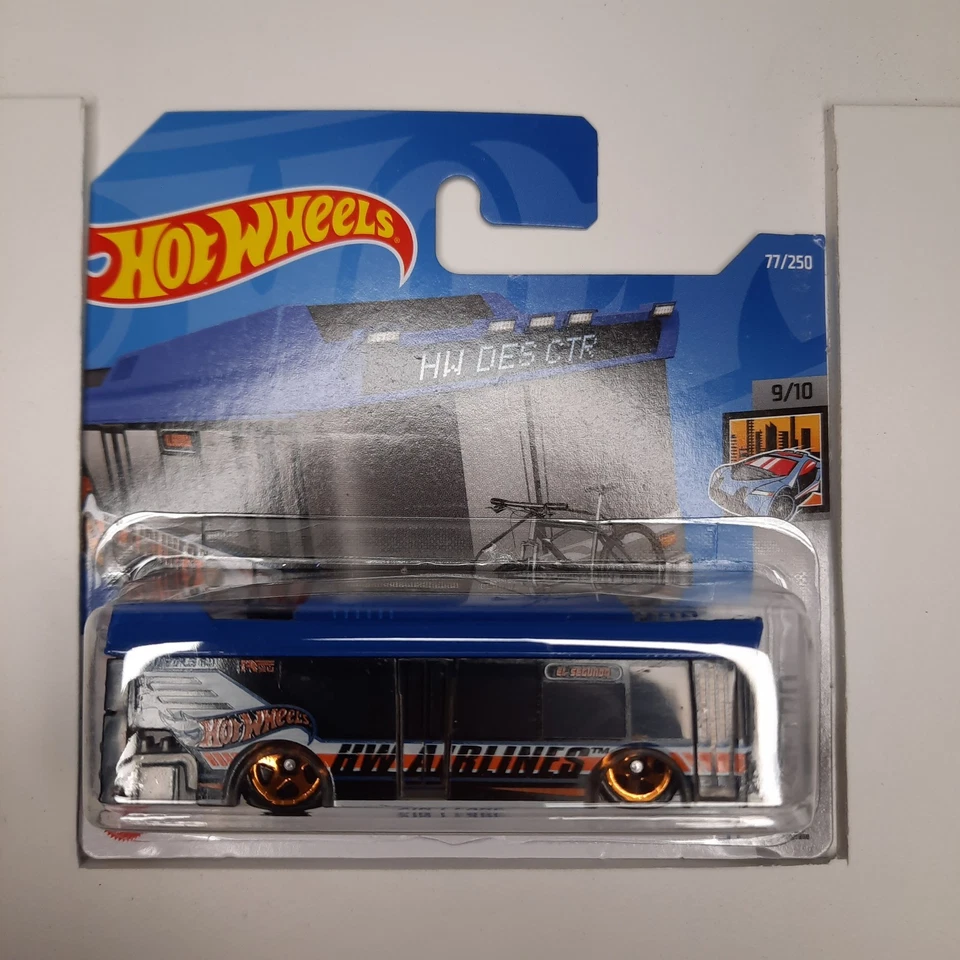 HOT WHEELS
77/250
HW DES CTR
9/10
EL SEGUNDO
HOT WHEELS
HW AIRLINES™